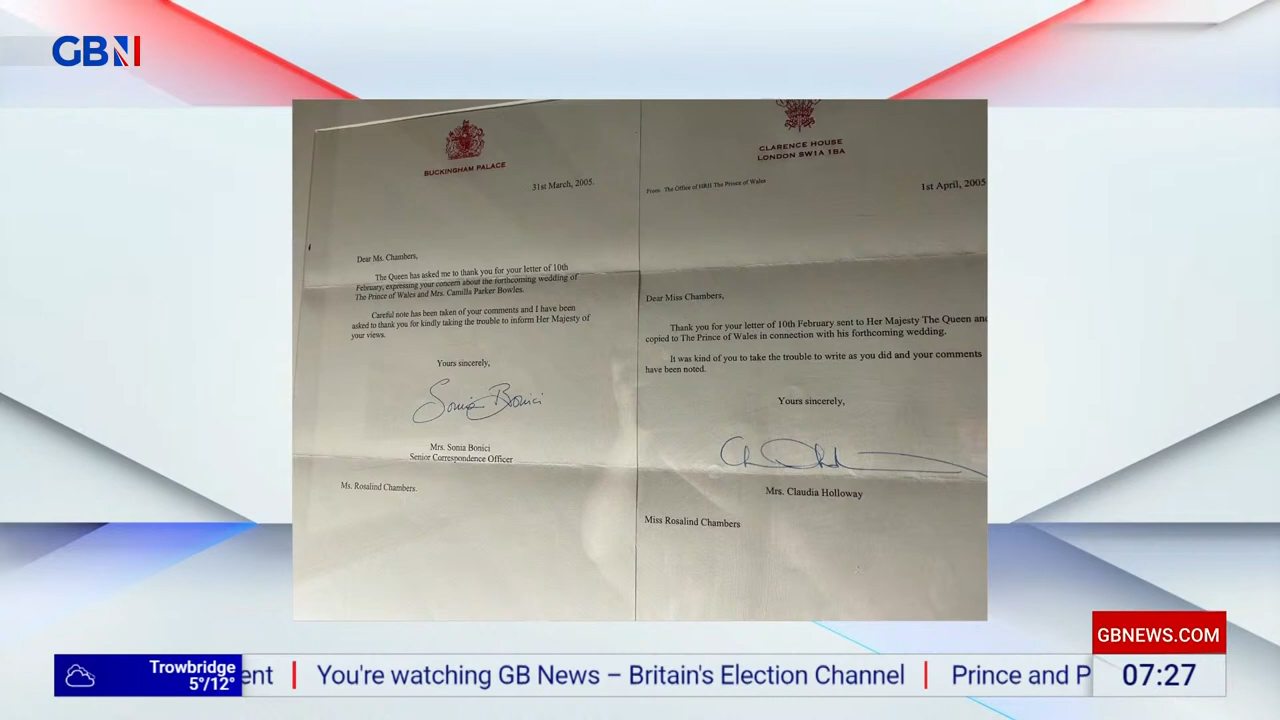 GBN
BUCKINGHAM PALACE
31st March, 2005.
Dear Ms. Chambers,
The Queen has asked me to thank you for your letter of 10th
February, expressing your concern about the forthcoming wedding of
The Prince of Wales and Mrs. Camilla Parker Bowles.
Careful note has been taken of your comments and I have been
asked to thank you for kindly taking the trouble to inform Her Majesty of
your views.
Yours sincerely,
Sonia Bonici
Mrs. Sonia Bonici
Senior Correspondence Officer
Ms. Rosalind Chambers.
CLARENCE HOUSE
LONDON SW1A 1BA
From: The Office of HRH The Prince of Wales
1st April, 2005
Dear Miss Chambers,
Thank you for your letter of 10th February sent to Her Majesty The Queen and
copied to The Prince of Wales in connection with his forthcoming wedding.
It was kind of you to take the trouble to write as you did and your comments
have been noted.
Yours sincerely,
Mrs. Claudia Holloway
Miss Rosalind Chambers
GBNEWS.COM
Trowbridge
5°/12°
ent | You're watching GB News – Britain's Election Channel | Prince and P
07:27